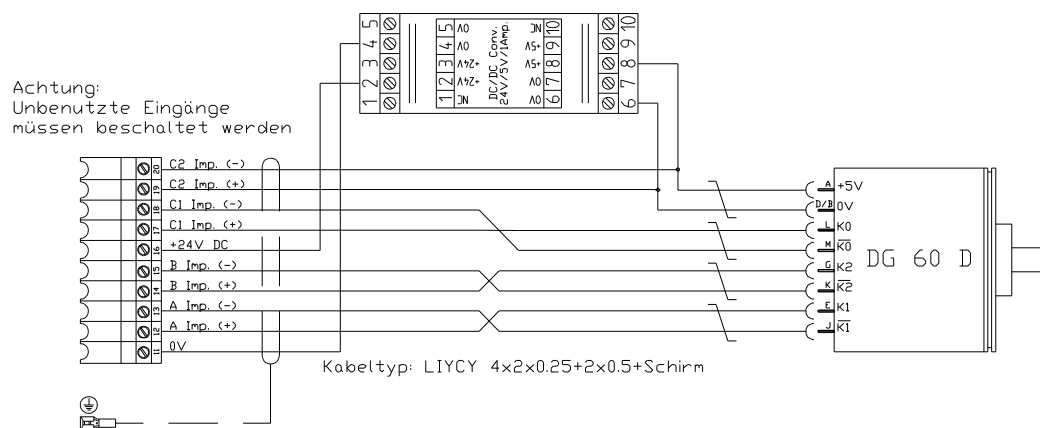 5 4 3 2 1
5 0V
4 0V
3 +24V
2 +24V
1 NC
DC/DC Conv.
24V/5V/1Amp.
NC 10
+5V 9
+5V 8
0V 7
0V 6
10 9 8 7 6
Achtung:
Unbenutzte Eingänge
müssen beschaltet werden
20 C2 Imp. (-)
19 C2 Imp. (+)
18 C1 Imp. (-)
17 C1 Imp. (+)
16 +24V DC
15 B Imp. (-)
14 B Imp. (+)
13 A Imp. (-)
12 A Imp. (+)
11 0V
A +5V
D/B 0V
L K0
M K̅0̅
G K2
K K̅2̅
E K1
J K̅1̅
DG 60 D
Kabeltyp: LIYCY 4x2x0.25+2x0.5+Schirm